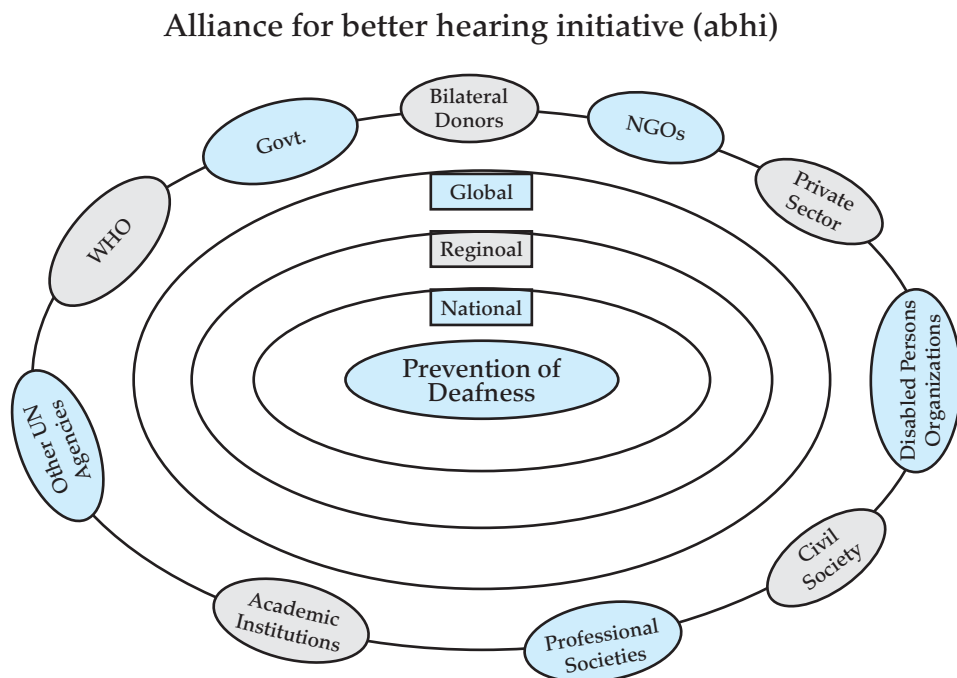 Alliance for better hearing initiative (abhi)
Bilateral
Donors
Govt.
NGOs
Private
Sector
WHO
Global
Reginoal
National
Prevention of
Deafness
Disabled Persons
Organizations
Other UN
Agencies
Civil
Society
Academic
Institutions
Professional
Societies